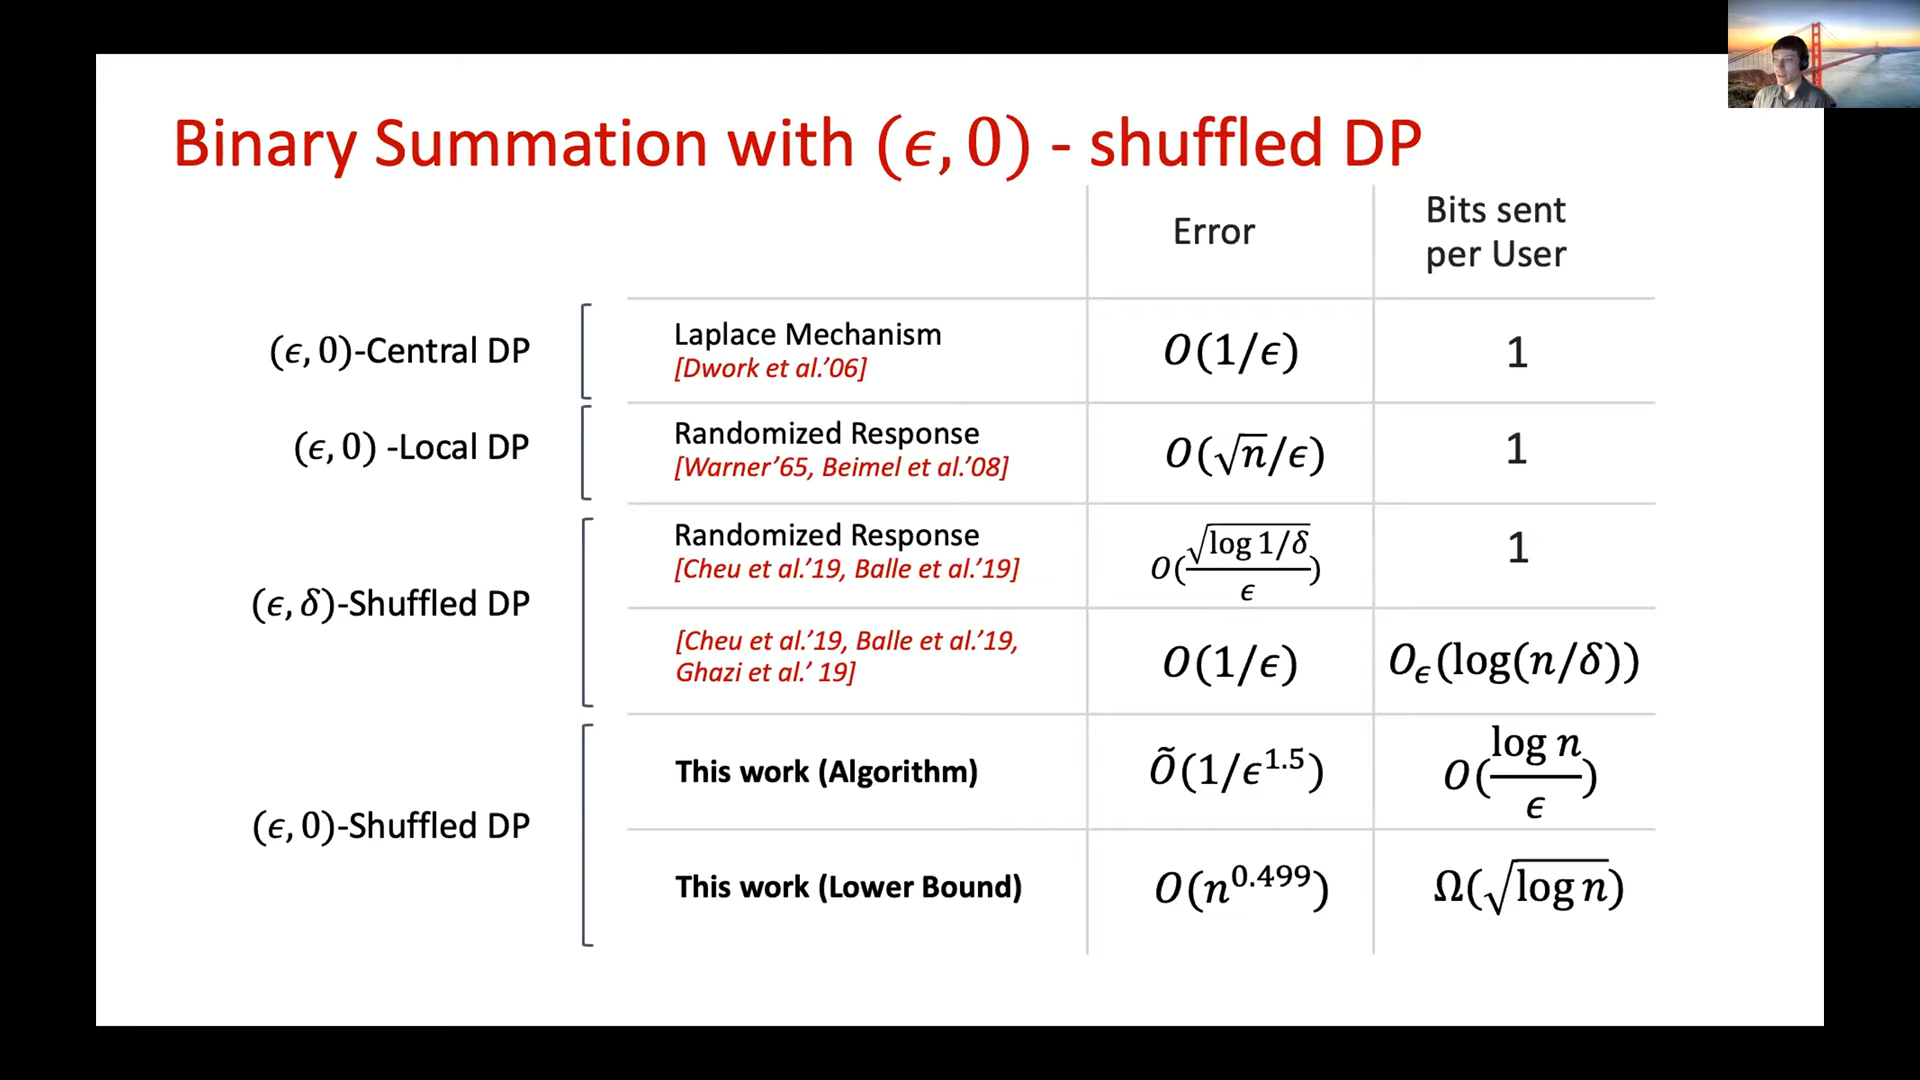 Binary Summation with (ϵ, 0) - shuffled DP
Error
Bits sent
per User
(ϵ, 0)-Central DP
Laplace Mechanism
[Dwork et al.’06]
O(1/ϵ)
1
(ϵ, 0) -Local DP
Randomized Response
[Warner’65, Beimel et al.’08]
O(√n/ϵ)
1
(ϵ, δ)-Shuffled DP
Randomized Response
[Cheu et al.’19, Balle et al.’19]
O(√(log 1/δ)/ϵ)
1
[Cheu et al.’19, Balle et al.’19,
Ghazi et al.’ 19]
O(1/ϵ)
Oϵ(log(n/δ))
(ϵ, 0)-Shuffled DP
This work (Algorithm)
Õ(1/ϵ^1.5)
O(log n/ϵ)
This work (Lower Bound)
O(n^0.499)
Ω(√log n)